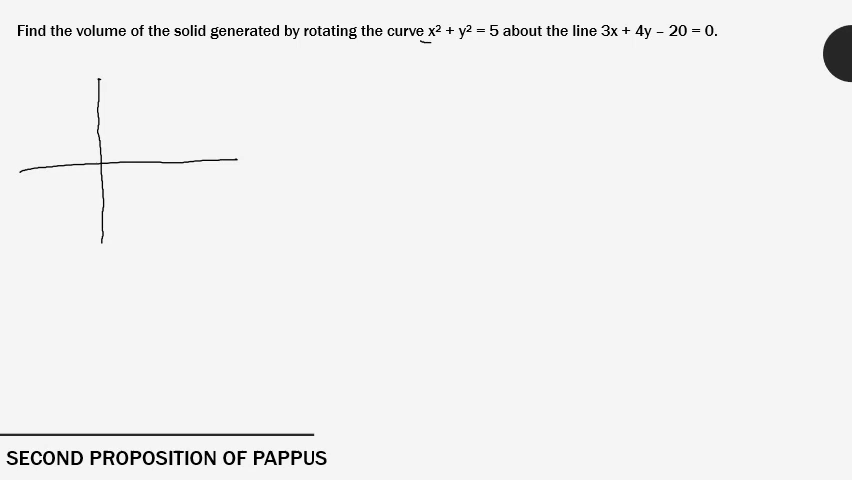 Find the volume of the solid generated by rotating the curve x² + y² = 5 about the line 3x + 4y – 20 = 0.
SECOND PROPOSITION OF PAPPUS